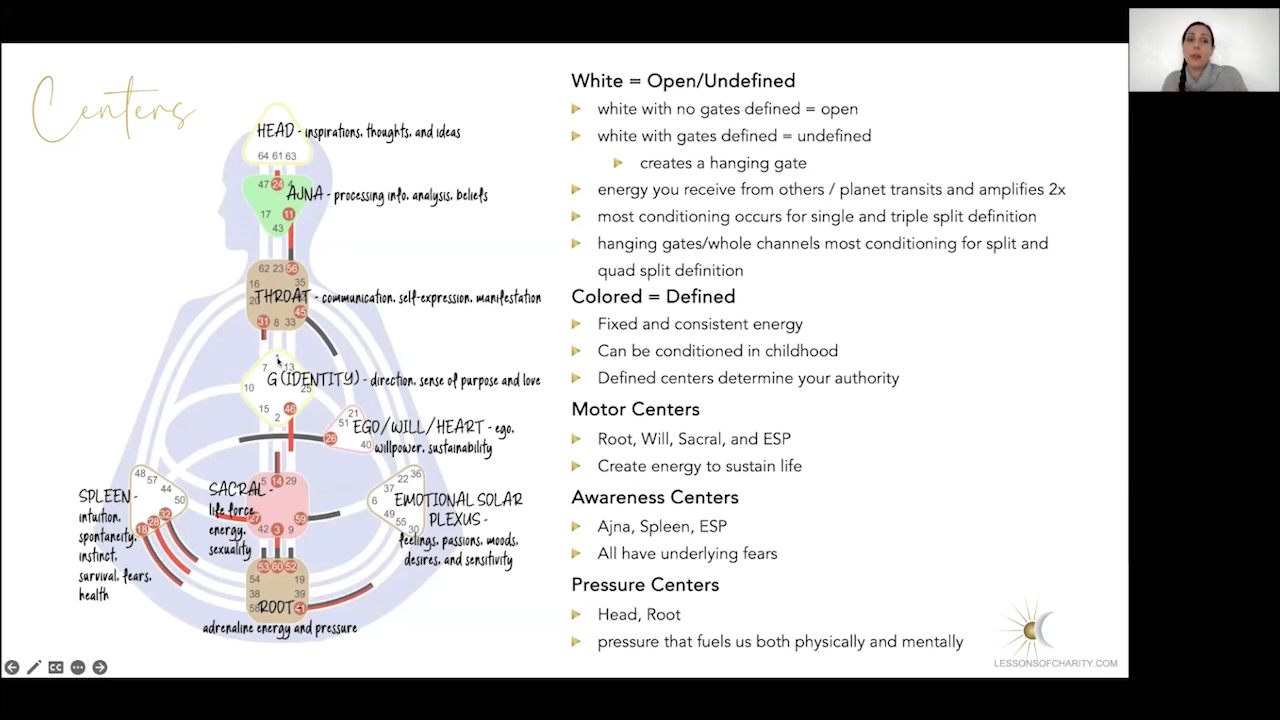 Centers
HEAD - inspirations, thoughts, and ideas
64 61 63
47 24 4
AJNA - processing info, analysis, beliefs
17 11
43
62 23 56
16 35
20
THROAT - communication, self-expression, manifestation
45
31 8 33
1
7 13
G (IDENTITY) - direction, sense of purpose and love
10 25
15 46
2
21
51
EGO/WILL/HEART - ego,
26 40
willpower, sustainability
48 57
44
50
SPLEEN -
intuition,
spontaneity,
instinct,
survival, fears,
health
32
28
18
5 14 29
SACRAL -
life force
energy,
sexuality
27 59
42 3 9
36
22
37
6
EMOTIONAL SOLAR
PLEXUS -
49
55
30
feelings, passions, moods,
desires, and sensitivity
53 60 52
54 19
38 39
58 ROOT 41
adrenaline energy and pressure
White = Open/Undefined
white with no gates defined = open
white with gates defined = undefined
creates a hanging gate
energy you receive from others / planet transits and amplifies 2x
most conditioning occurs for single and triple split definition
hanging gates/whole channels most conditioning for split and
quad split definition
Colored = Defined
Fixed and consistent energy
Can be conditioned in childhood
Defined centers determine your authority
Motor Centers
Root, Will, Sacral, and ESP
Create energy to sustain life
Awareness Centers
Ajna, Spleen, ESP
All have underlying fears
Pressure Centers
Head, Root
pressure that fuels us both physically and mentally
LESSONSOFCHARITY.COM
CC